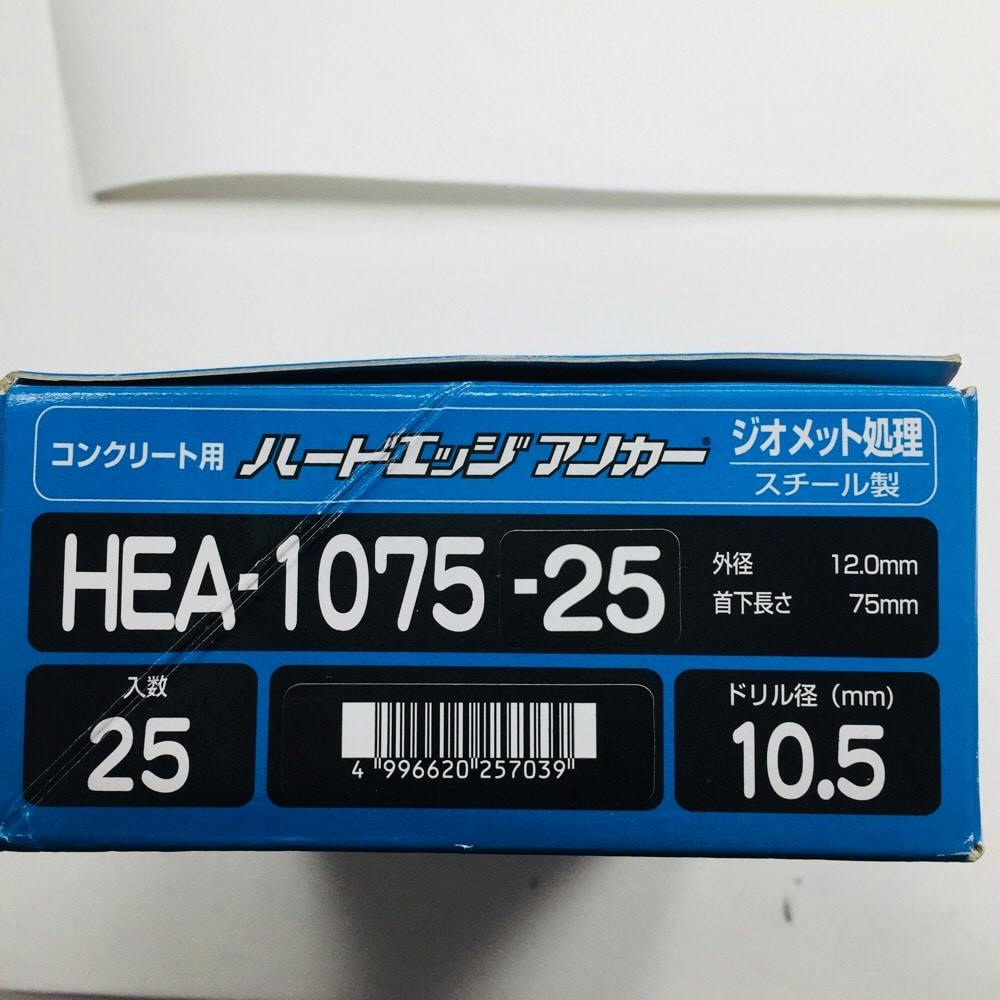 コンクリート用 ハードエッジアンカー® ジオメット処理
スチール製
HEA-1075 -25
外径 12.0mm
首下長さ 75mm
入数
25
4 996620 257039
ドリル径（mm）
10.5